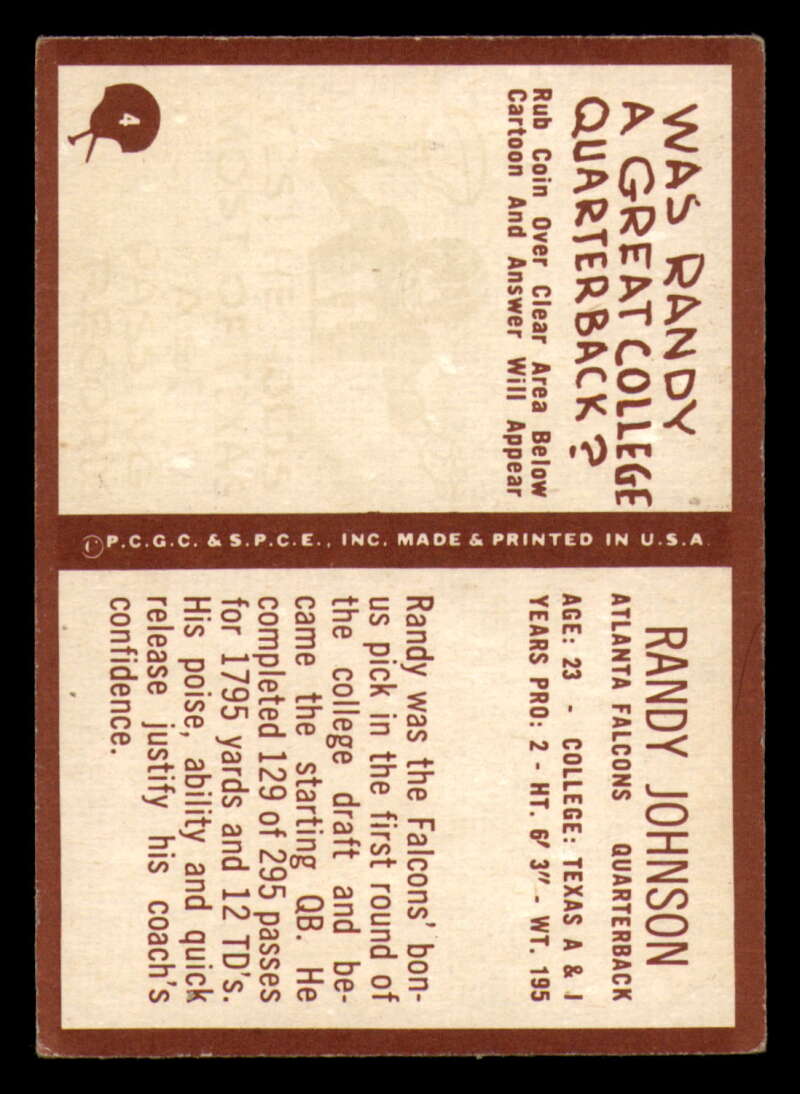 4
WAS RANDY
A GREAT COLLEGE
QUARTERBACK?
Rub Coin Over Clear Area Below
Cartoon And Answer Will Appear
©P.C.G.C. & S.P.C.E., INC. MADE & PRINTED IN U.S.A.
RANDY JOHNSON
ATLANTA FALCONS QUARTERBACK
AGE: 23 - COLLEGE: TEXAS A & I
YEARS PRO: 2 - HT. 6' 3" - WT. 195
Randy was the Falcons' bon-
us pick in the first round of
the college draft and be-
came the starting QB. He
completed 129 of 295 passes
for 1795 yards and 12 TD's.
His poise, ability and quick
release justify his coach's
confidence.